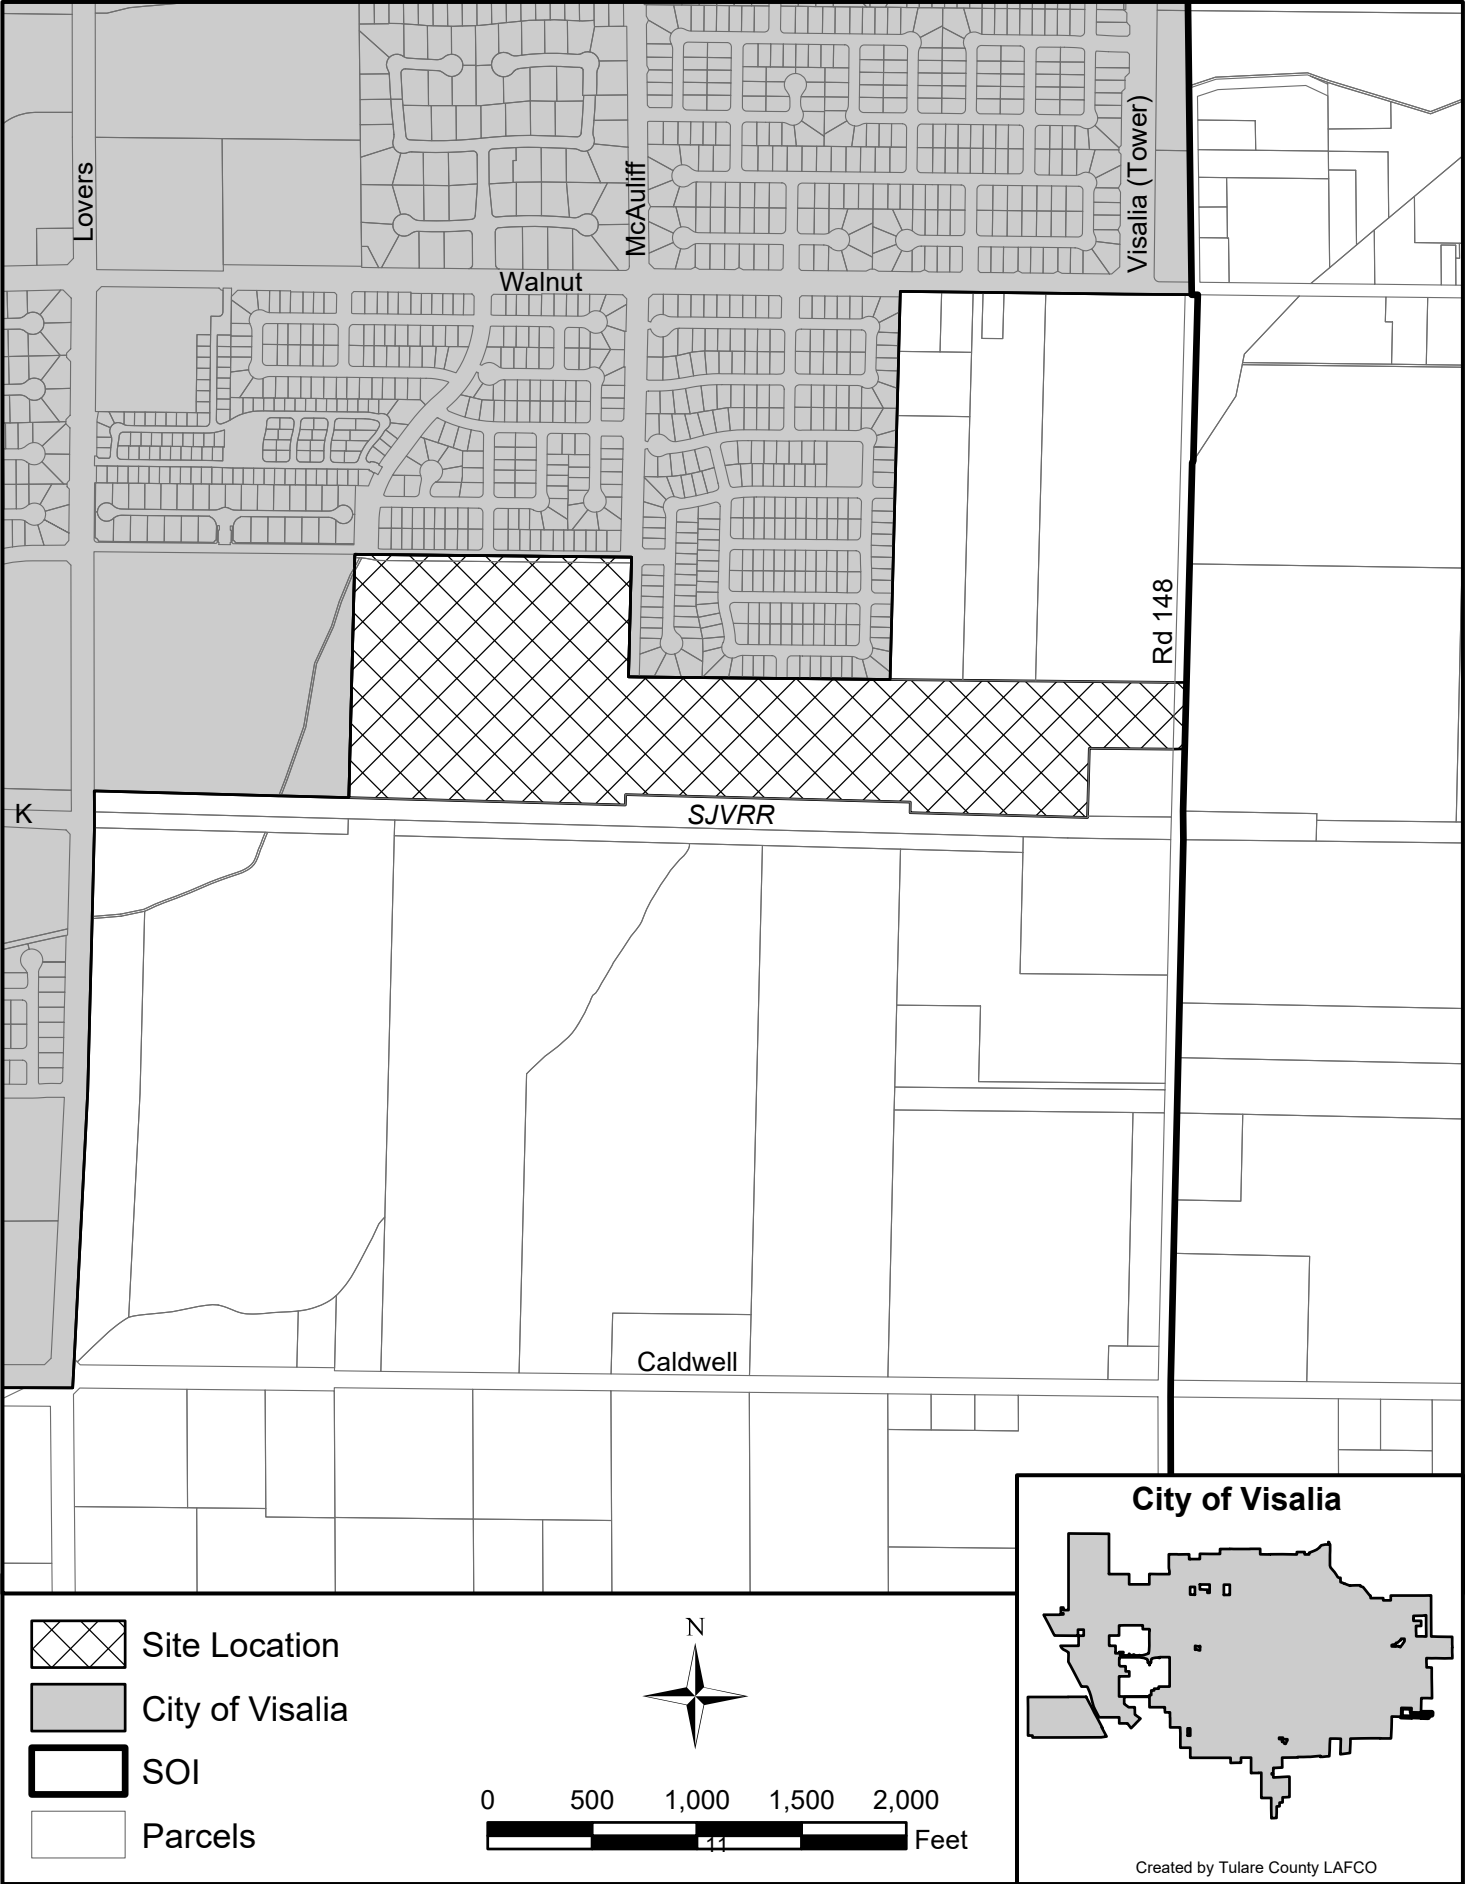 Lovers
McAuliff
Visalia (Tower)
Walnut
Rd 148
K
SJVRR
Caldwell
City of Visalia
Site Location
City of Visalia
SOI
Parcels
N
0 500 1,000 1,500 2,000
Feet
11
Created by Tulare County LAFCO